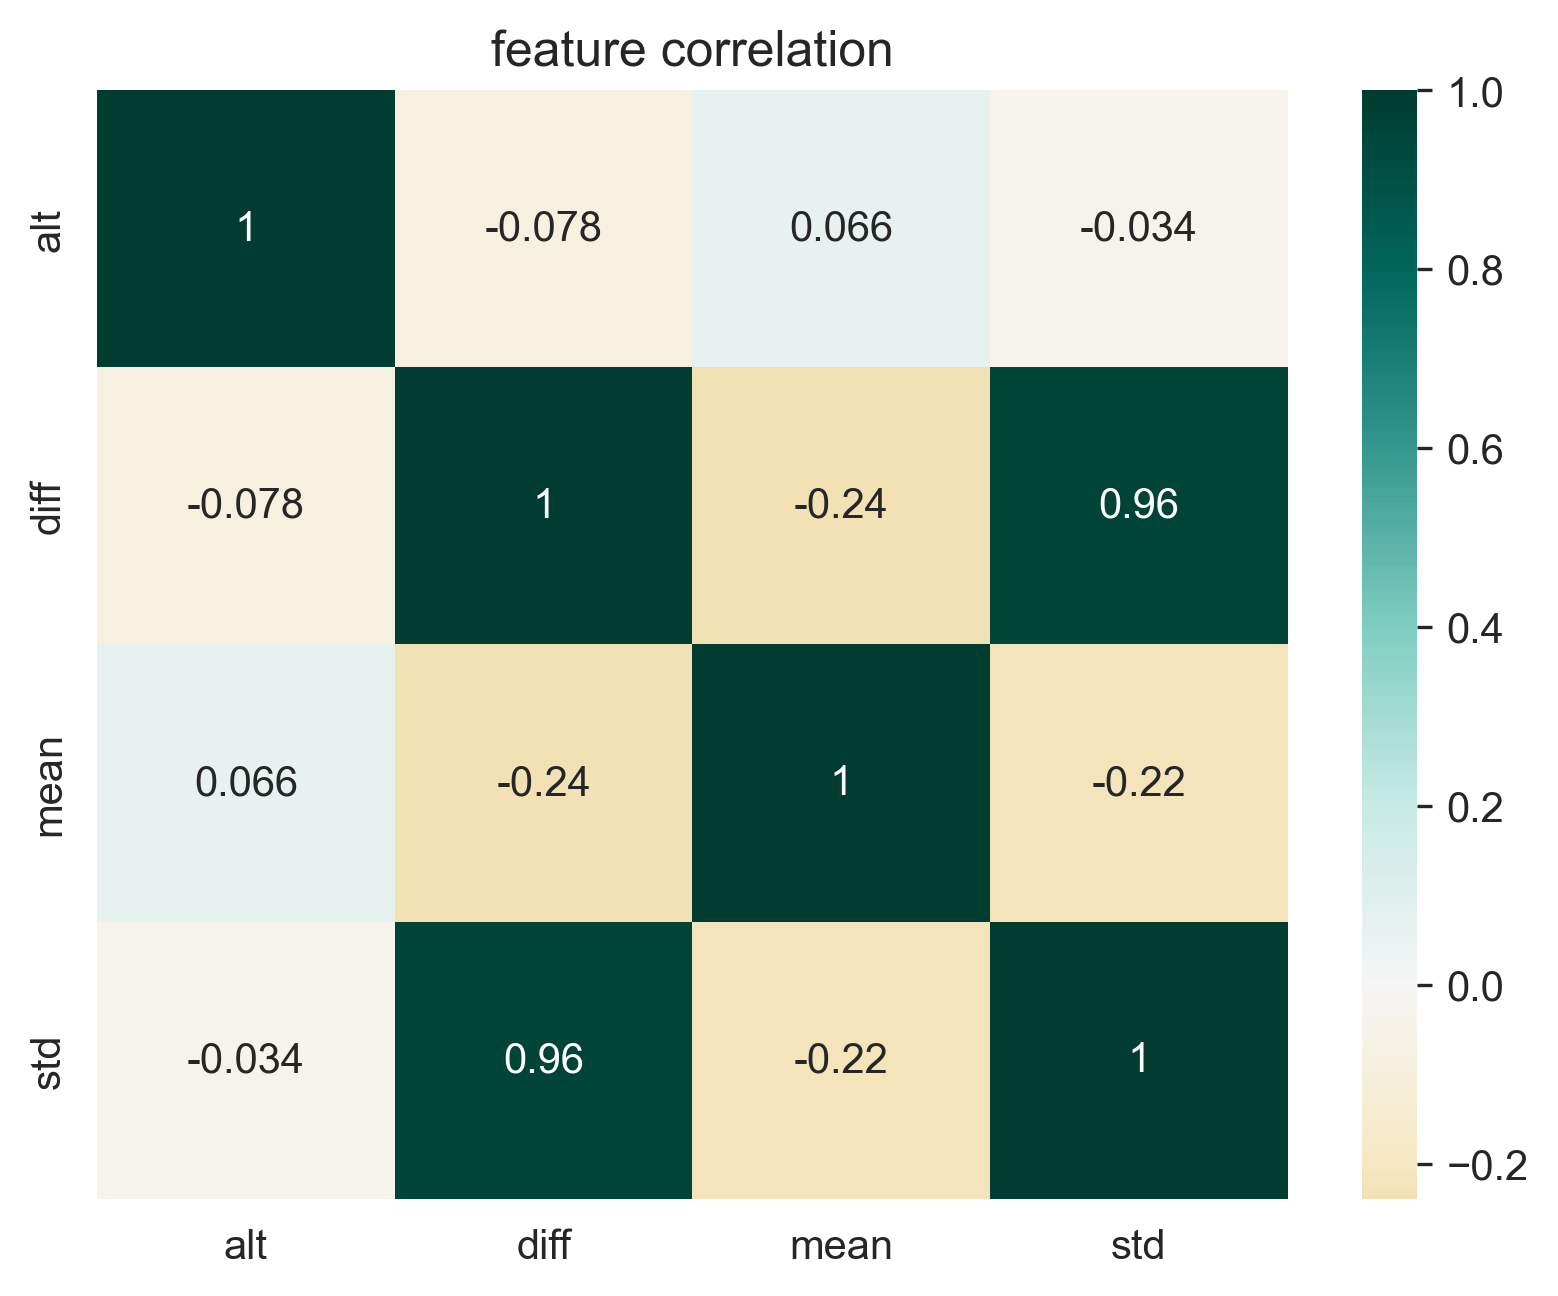 feature correlation
alt 1 -0.078 0.066 -0.034
diff -0.078 1 -0.24 0.96
mean 0.066 -0.24 1 -0.22
std -0.034 0.96 -0.22 1
alt diff mean std
1.0
0.8
0.6
0.4
0.2
0.0
−0.2